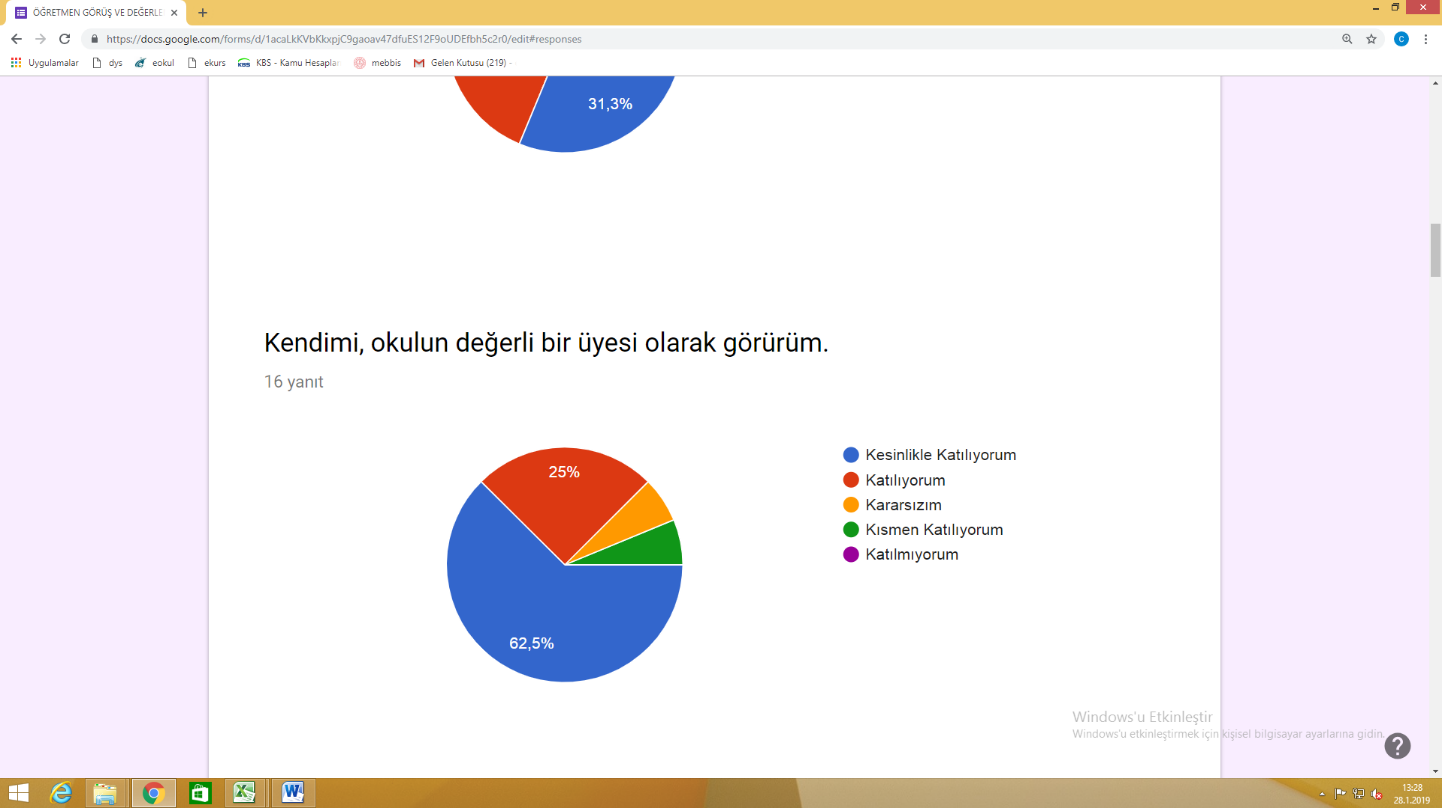 ÖĞRETMEN GÖRÜŞ VE DEĞERLE
https://docs.google.com/forms/d/1acaLkKVbKkxpjC9gaoav47dfuES12F9oUDEfbh5c2r0/edit#responses
C
Uygulamalar dys eokul ekurs KBS - Kamu Hesaplar mebbis Gelen Kutusu (219) -
31,3%
Kendimi, okulun değerli bir üyesi olarak görürüm.
16 yanıt
25%
62,5%
Kesinlikle Katılıyorum
Katılıyorum
Kararsızım
Kısmen Katılıyorum
Katılmıyorum
Windows'u Etkinleştir
Windows'u etkinleştirmek için kişisel bilgisayar ayarlarına gidin.
13:28
28.1.2019